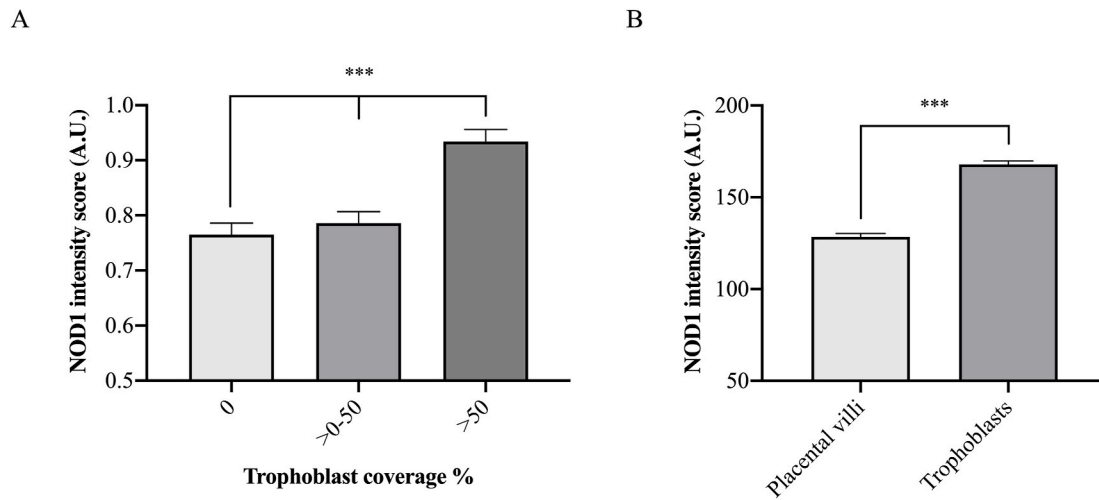 A
***
NOD1 intensity score (A.U.)
1.0
0.9
0.8
0.7
0.6
0.5
0
>0-50
>50
Trophoblast coverage %
B
***
NOD1 intensity score (A.U.)
200
150
100
50
Placental villi
Trophoblasts